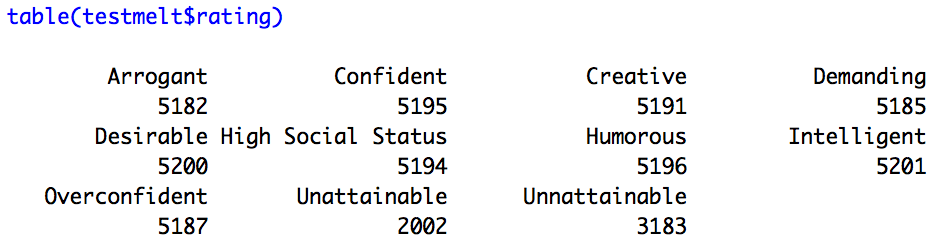 table(testmelt$rating)
Arrogant Confident Creative Demanding
5182 5195 5191 5185
Desirable High Social Status Humorous Intelligent
5200 5194 5196 5201
Overconfident Unattainable Unnattainable
5187 2002 3183